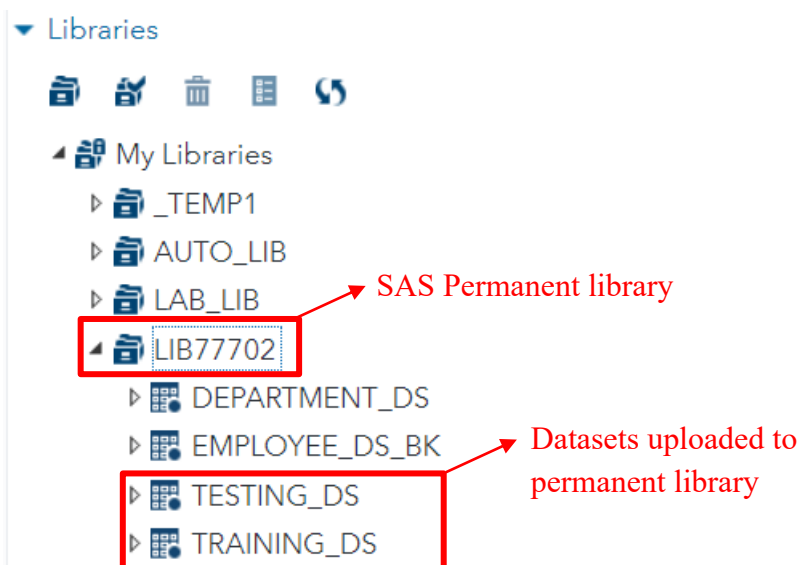 Libraries
My Libraries
_TEMP1
AUTO_LIB
LAB_LIB
SAS Permanent library
LIB77702
DEPARTMENT_DS
EMPLOYEE_DS_BK
Datasets uploaded to
permanent library
TESTING_DS
TRAINING_DS